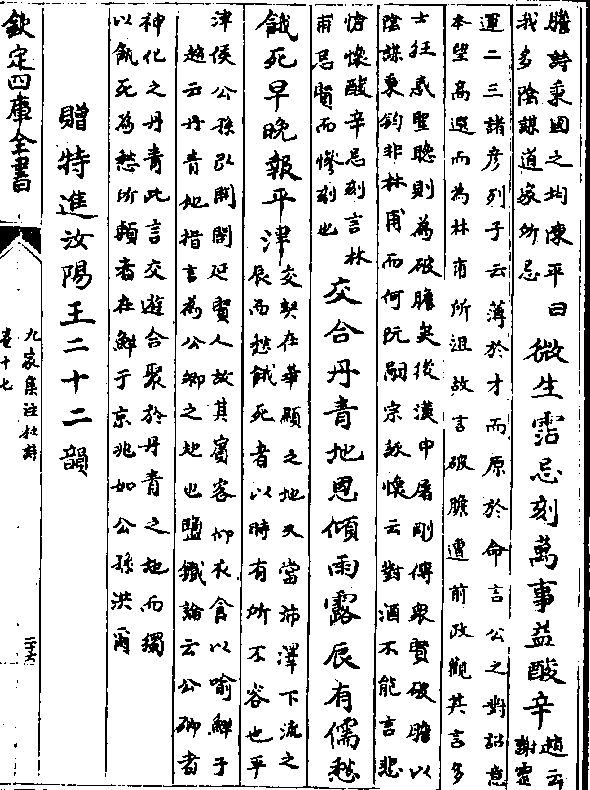 膽詩秉國之均陳平曰
我多陰謀道家所忌
微生霑忌刻萬事益酸辛
趙云
謝靈
運二三諸彦列子云薄於才而原於命言公之對詔意
本望高選而為林甫所沮故言破膽遭前政觀其言多
士狂惑聖聰則為破膽矣後漢申屠剛傳衆賢破膽以
陰謀秉鈞非林甫而何阮嗣宗詠懷云對酒不能言悲
愴懷酸辛忌刻言林
甫忌賢而慘刻也
交合丹青地恩傾雨露辰有儒愁
餓死早晚報平津
交契在華顯之地又當沛澤下流之
辰而愁餓死者以時有所不容也平
津侯公孫弘開閣延賢人故其賓客仰衣食以喻鮮于
趙云丹青地指言為公卿之地也鹽鐵論云公卿者
神化之丹青此言交遊合聚於丹青之地而獨
以餓死為愁所賴者在鮮于京兆如公孫洪爾
贈特進汝陽王二十二韻
欽定四庫全書
九家集注杜詩
卷十七
二十六